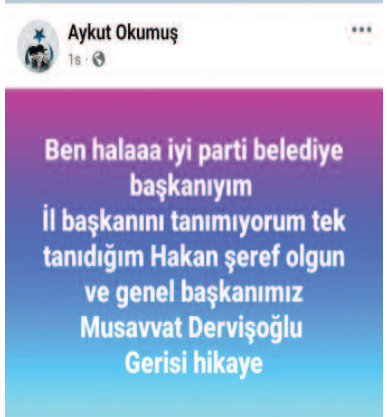 Aykut Okumuş
1s
Ben halaaa iyi parti belediye
başkanıyım
İl başkanını tanımıyorum tek
tanıdığım Hakan şeref olgun
ve genel başkanımız
Musavvat Dervişoğlu
Gerisi hikaye